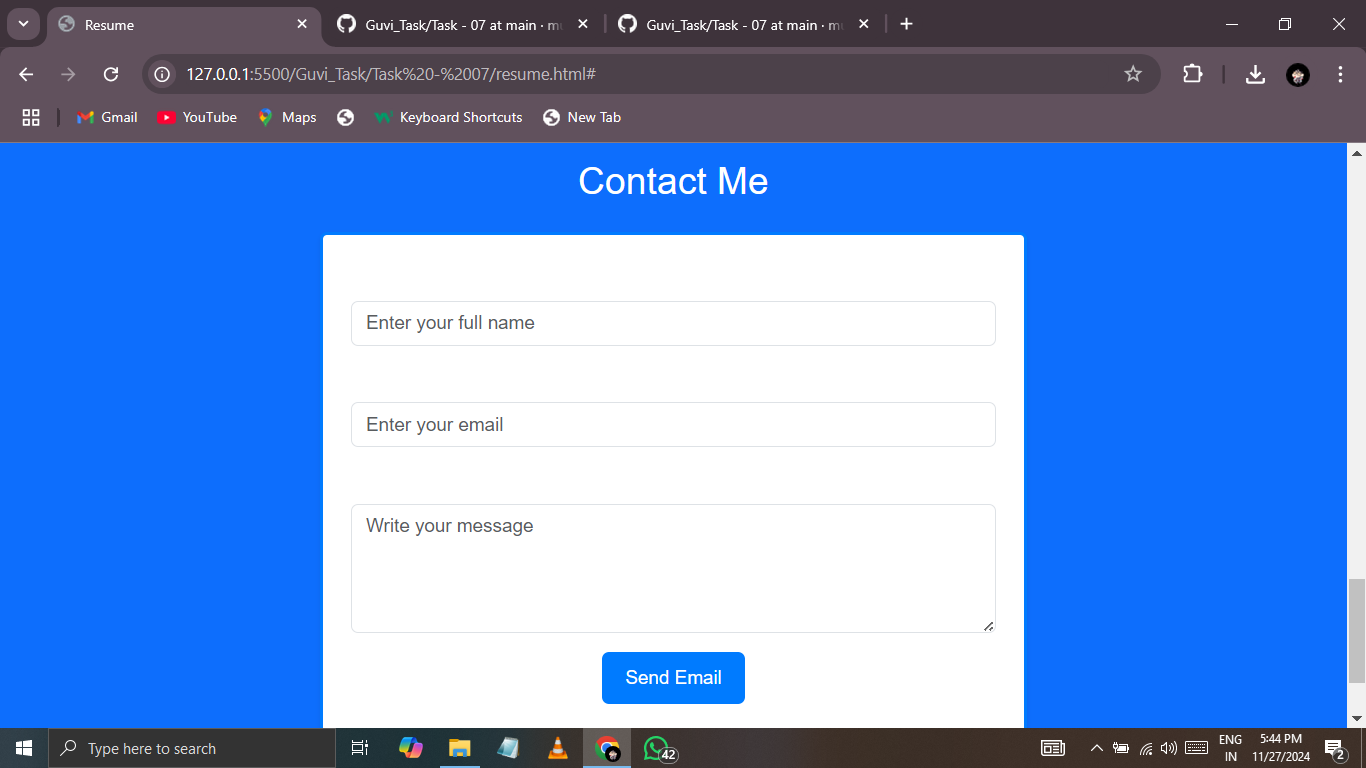 Resume
Guvi_Task/Task - 07 at main · mu
Guvi_Task/Task - 07 at main · mu
127.0.0.1:5500/Guvi_Task/Task%20-%2007/resume.html#
Gmail
YouTube
Maps
Keyboard Shortcuts
New Tab
Contact Me
Enter your full name
Enter your email
Write your message
Send Email
Type here to search
42
ENG
IN
5:44 PM
11/27/2024
2